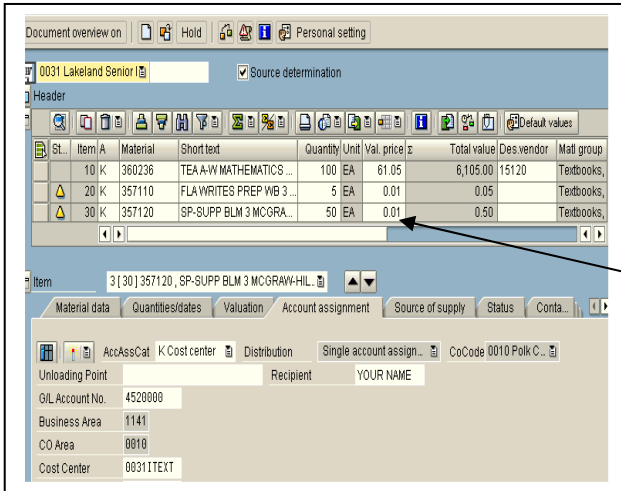 Document overview on Hold Personal setting
0031 Lakeland Senior Source determination
Header
Default values
St... Item A Material Short text Quantity Unit Val. price Σ Total value Des.vendor Matl group
10 K 360236 TEA A-W MATHEMATICS ... 100 EA 61.05 6,105.00 15120 Textbooks,
20 K 357110 FLA WRITES PREP WB 3 ... 5 EA 0.01 0.05 Textbooks,
30 K 357120 SP-SUPP BLM 3 MCGRA... 50 EA 0.01 0.50 Textbooks,
Item 3 [ 30 ] 357120 , SP-SUPP BLM 3 MCGRAW-HIL..
Material data Quantities/dates Valuation Account assignment Source of supply Status Conta...
AccAssCat K Cost center Distribution Single account assign.. CoCode 0010 Polk C..
Unloading Point Recipient YOUR NAME
G/L Account No. 4520000
Business Area 1141
CO Area 0010
Cost Center 0031ITEXT